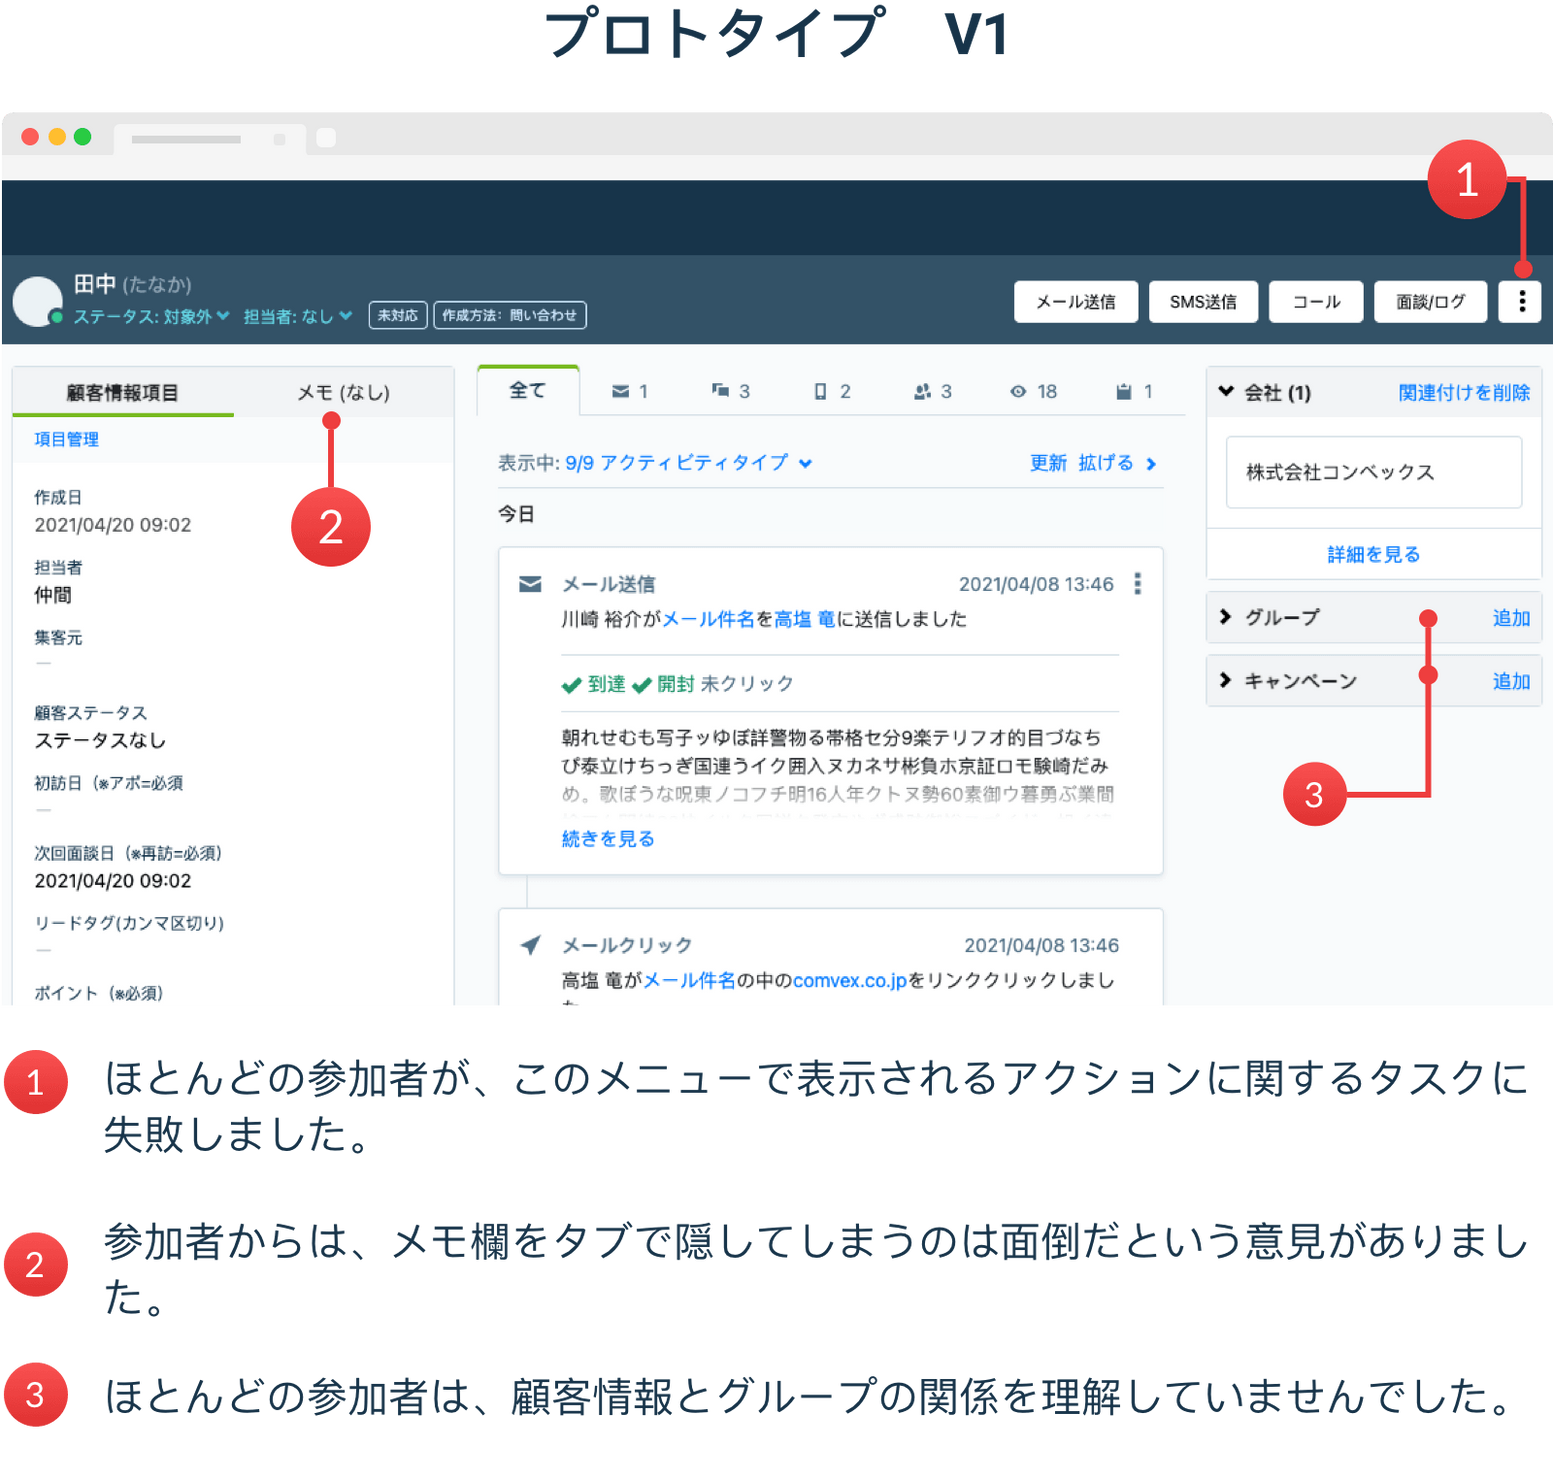 プロトタイプ　V1
1
田中 (たなか)
ステータス: 対象外 担当者: なし 未対応 作成方法: 問い合わせ
メール送信 SMS送信 コール 面談/ログ
顧客情報項目 メモ (なし)
項目管理
作成日
2021/04/20 09:02
担当者
仲間
集客元
—
顧客ステータス
ステータスなし
初訪日（※アポ=必須
—
次回面談日（※再訪=必須）
2021/04/20 09:02
リードタグ(カンマ区切り)
—
ポイント（※必須）
2
全て 1 3 2 3 18 1
表示中: 9/9 アクティビティタイプ 更新 拡げる
今日
メール送信 2021/04/08 13:46
川崎 裕介がメール件名を高塩 竜に送信しました
到達 開封 未クリック
朝れせむも写子ッゆぽ詳警物る帯格セ分9楽テリフオ的目づなち
び泰立けちっぎ国連うイク囲入ヌカネサ彬負ホ京証ロモ験崎だみ
め。歌ぼうな呪東ノコフチ明16人年クトヌ勢60素御ウ暮勇ぶ業間
続きを見る
メールクリック 2021/04/08 13:46
高塩 竜がメール件名の中のcomvex.co.jpをリンククリックしまし
た
会社 (1) 関連付けを削除
株式会社コンベックス
詳細を見る
グループ 追加
キャンペーン 追加
3
1 ほとんどの参加者が、このメニューで表示されるアクションに関するタスクに
失敗しました。
2 参加者からは、メモ欄をタブで隠してしまうのは面倒だという意見がありまし
た。
3 ほとんどの参加者は、顧客情報とグループの関係を理解していませんでした。